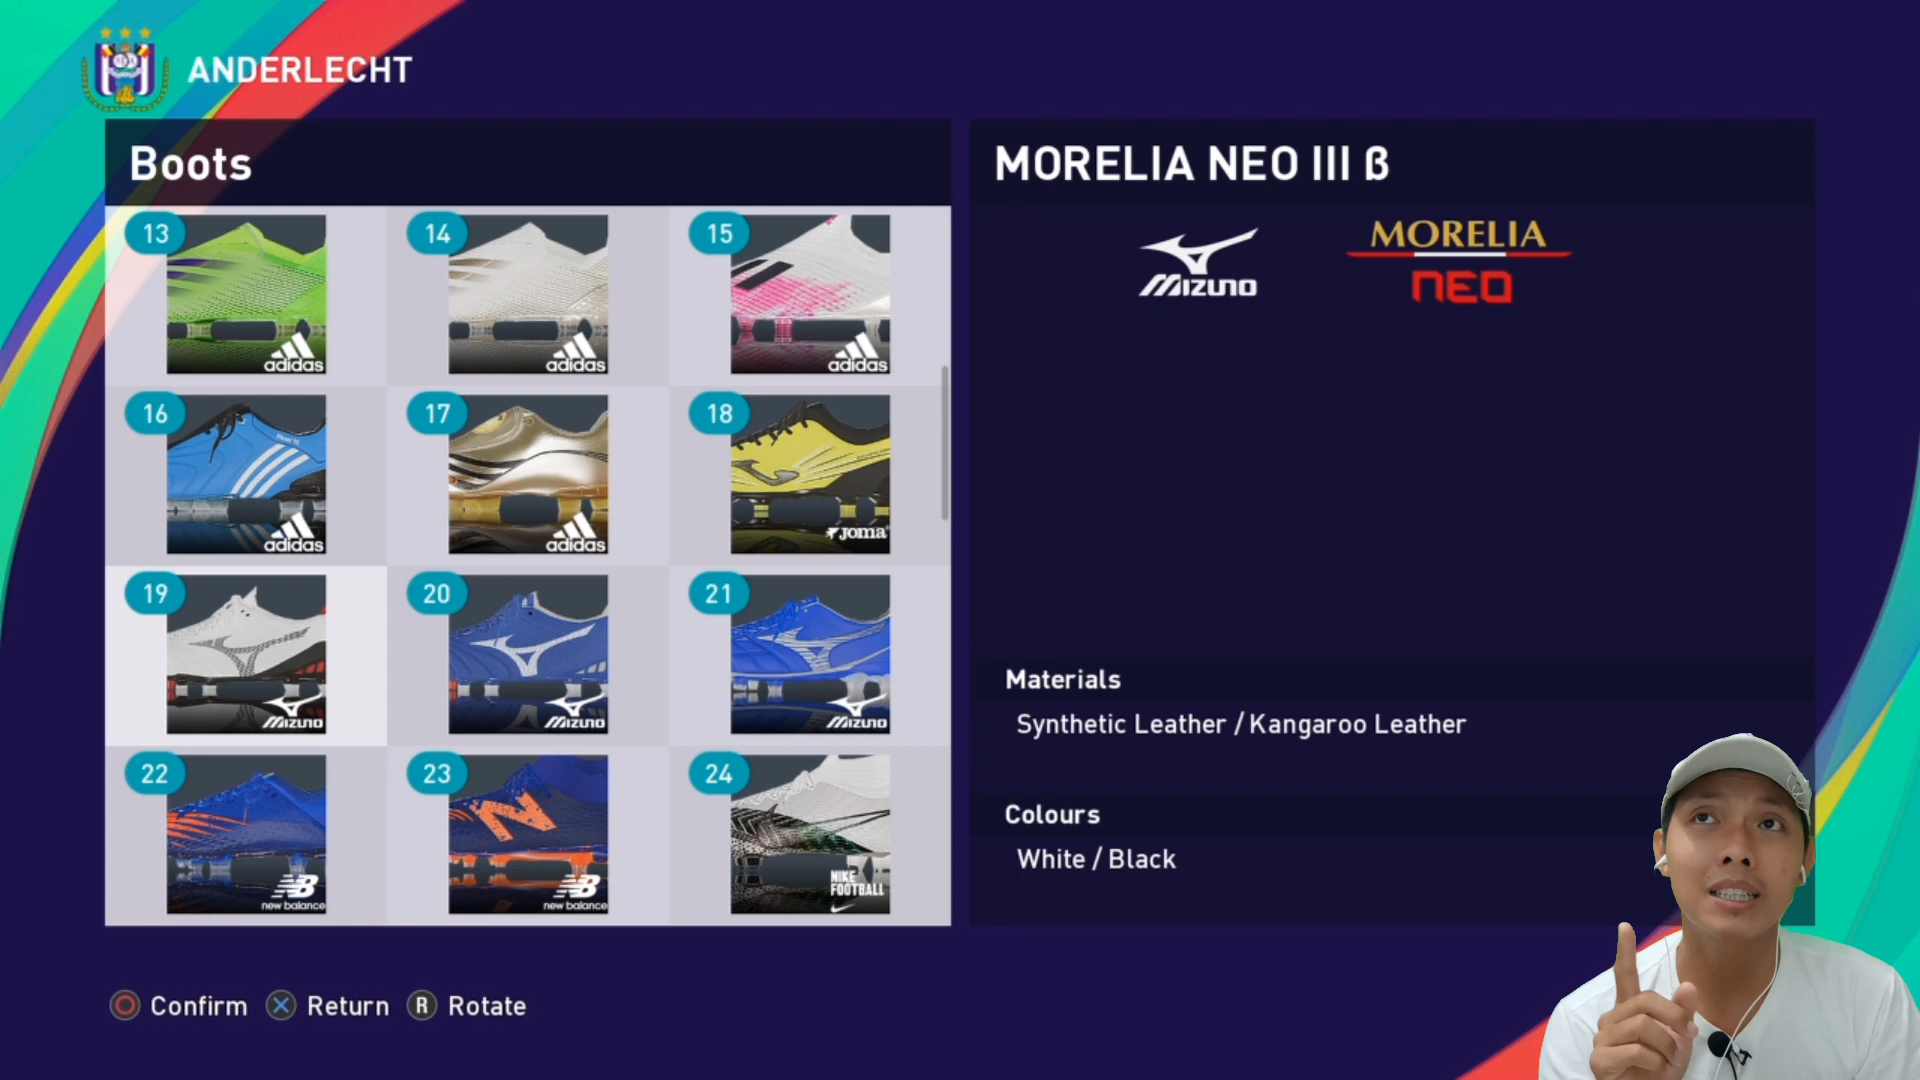 ANDERLECHT
Boots
13
adidas
14
adidas
15
adidas
16
adidas
17
adidas
18
Joma
19
MIZUNO
20
MIZUNO
21
MIZUNO
22
new balance
23
N
new balance
24
NIKE
FOOTBALL
MORELIA NEO III ß
MIZUNO
MORELIA
NEO
Materials
Synthetic Leather / Kangaroo Leather
Colours
White / Black
Confirm
Return
R
Rotate